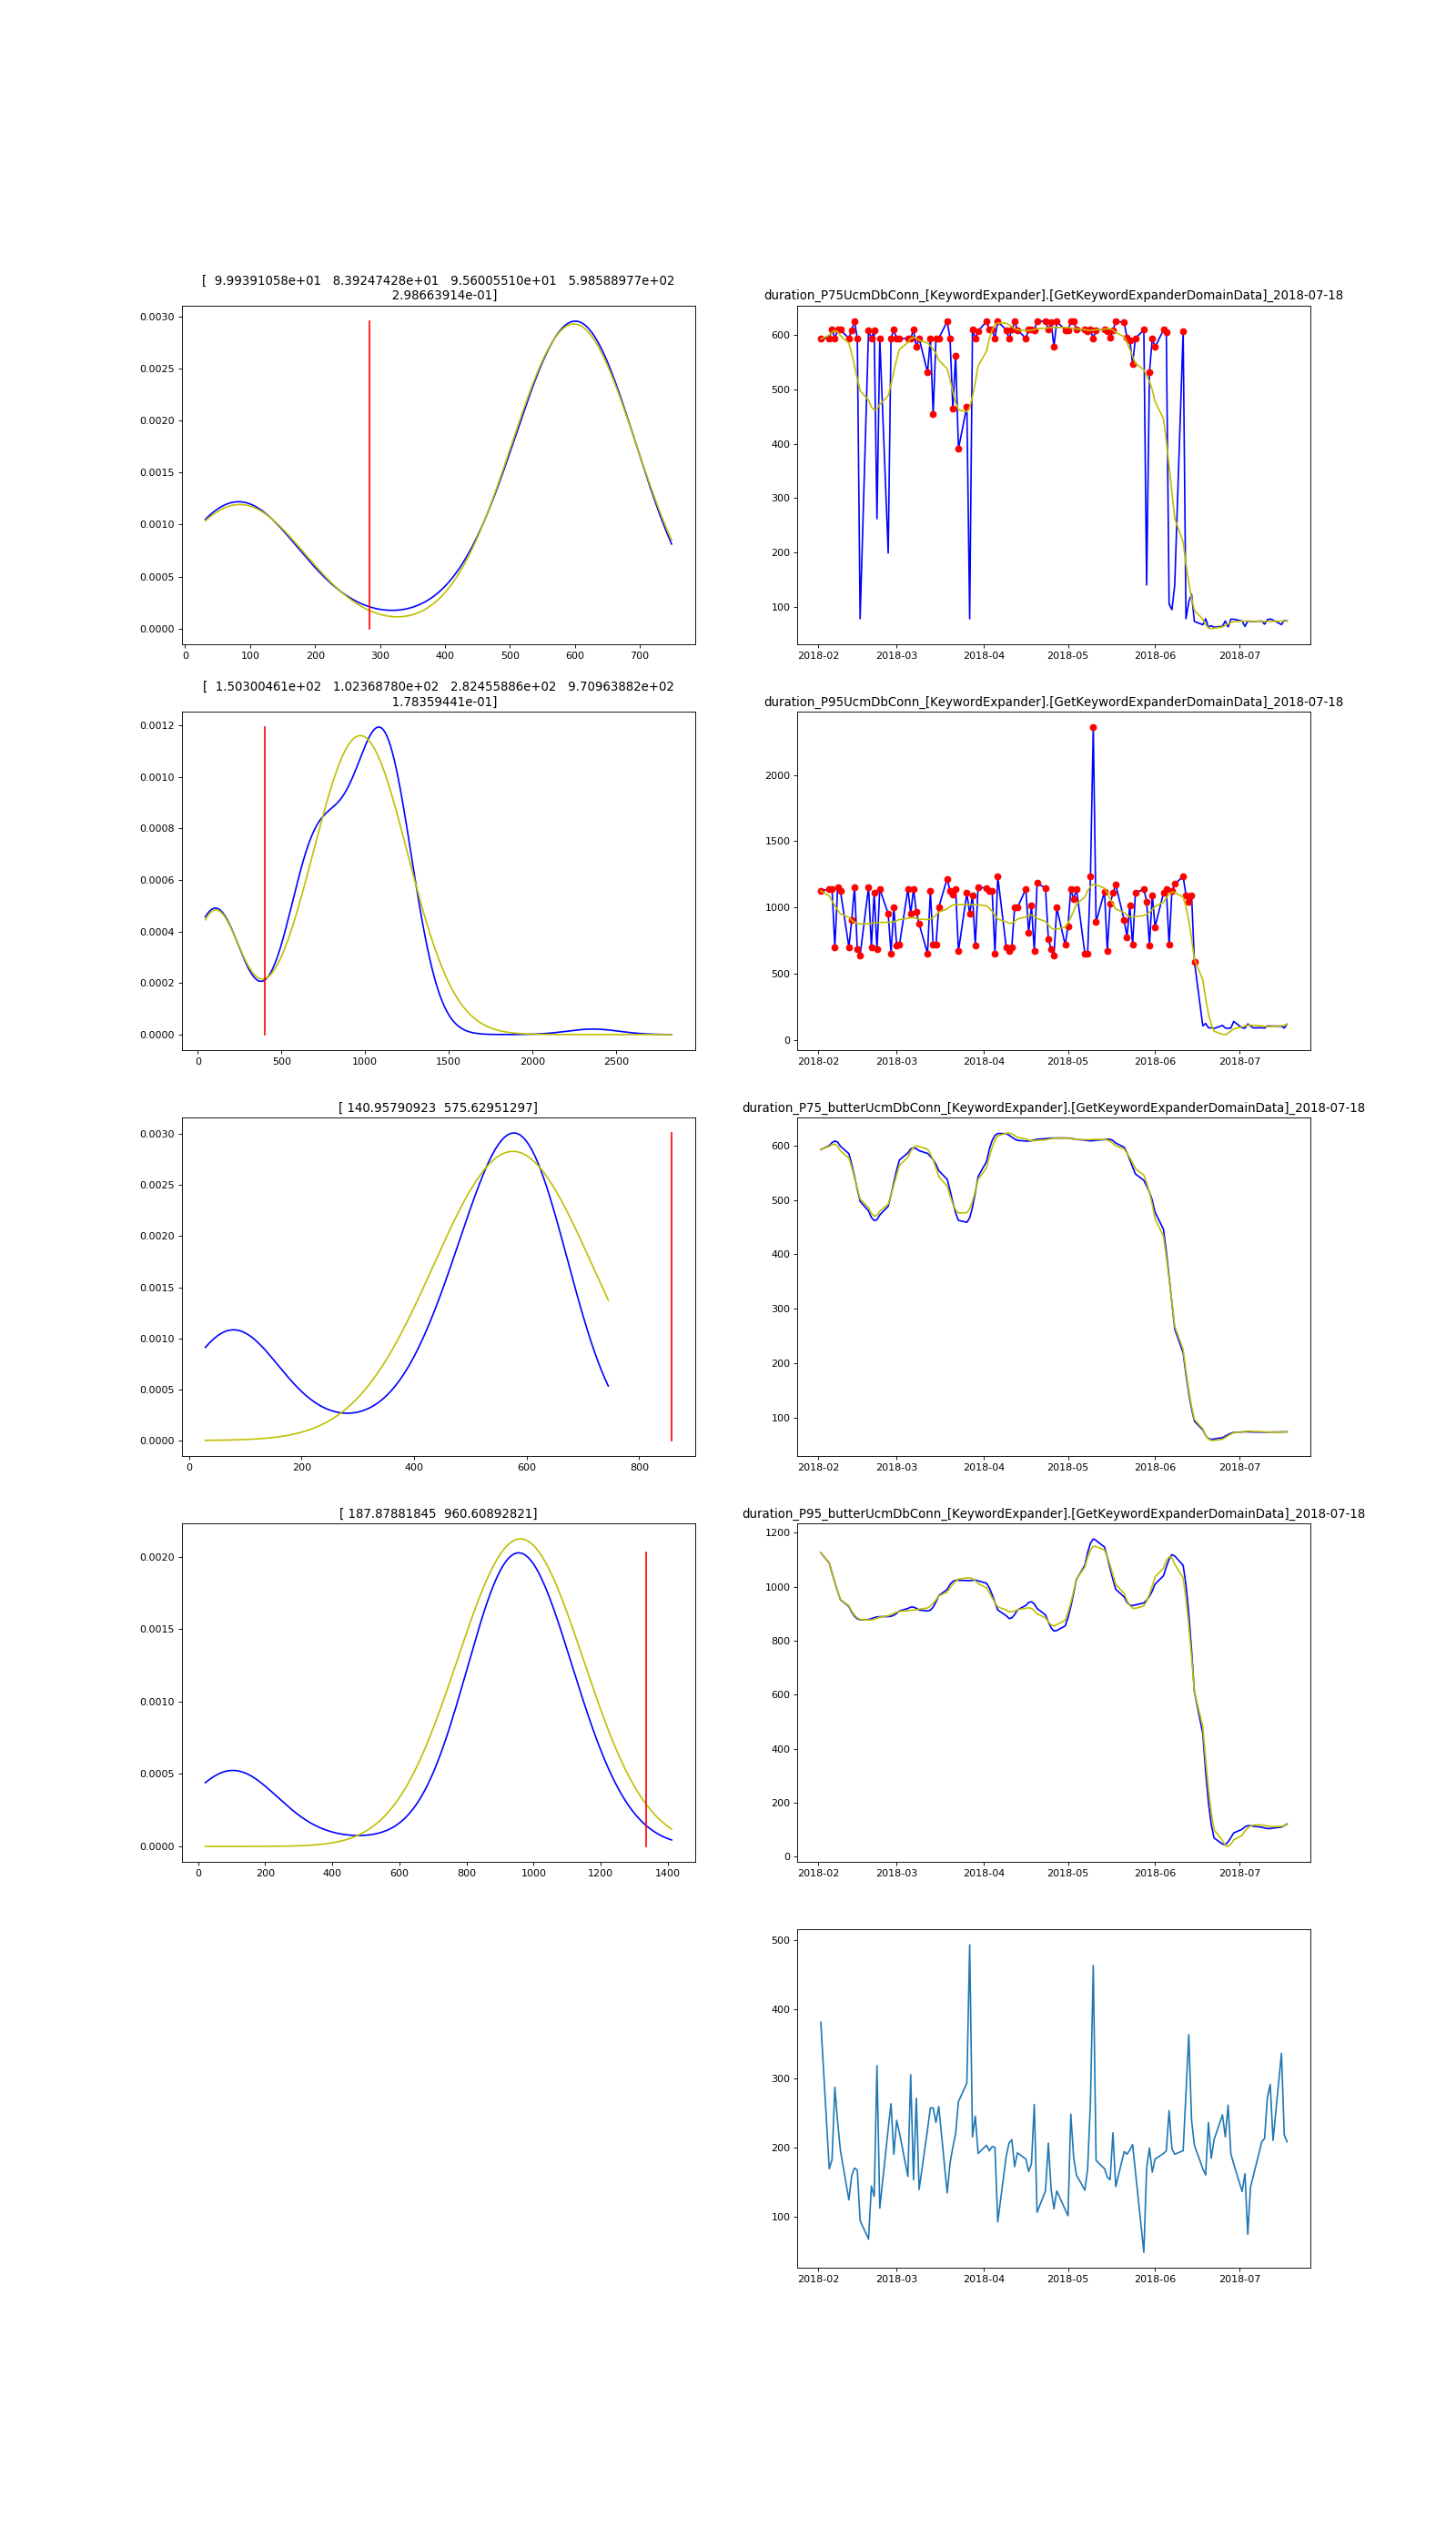 [  9.99391058e+01   8.39247428e+01   9.56005510e+01   5.98588977e+02
2.98663914e-01]
duration_P75UcmDbConn_[KeywordExpander].[GetKeywordExpanderDomainData]_2018-07-18
0.0030
0.0025
0.0020
0.0015
0.0010
0.0005
0.0000
0 100 200 300 400 500 600 700
600
500
400
300
200
100
2018-02 2018-03 2018-04 2018-05 2018-06 2018-07
[  1.50300461e+02   1.02368780e+02   2.82455886e+02   9.70963882e+02
1.78359441e-01]
duration_P95UcmDbConn_[KeywordExpander].[GetKeywordExpanderDomainData]_2018-07-18
0.0012
0.0010
0.0008
0.0006
0.0004
0.0002
0.0000
0 500 1000 1500 2000 2500
2000
1500
1000
500
0
2018-02 2018-03 2018-04 2018-05 2018-06 2018-07
[ 140.95790923  575.62951297]
duration_P75_butterUcmDbConn_[KeywordExpander].[GetKeywordExpanderDomainData]_2018-07-18
0.0030
0.0025
0.0020
0.0015
0.0010
0.0005
0.0000
0 200 400 600 800
600
500
400
300
200
100
2018-02 2018-03 2018-04 2018-05 2018-06 2018-07
[ 187.87881845  960.60892821]
duration_P95_butterUcmDbConn_[KeywordExpander].[GetKeywordExpanderDomainData]_2018-07-18
0.0020
0.0015
0.0010
0.0005
0.0000
0 200 400 600 800 1000 1200 1400
1200
1000
800
600
400
200
0
2018-02 2018-03 2018-04 2018-05 2018-06 2018-07
500
400
300
200
100
2018-02 2018-03 2018-04 2018-05 2018-06 2018-07